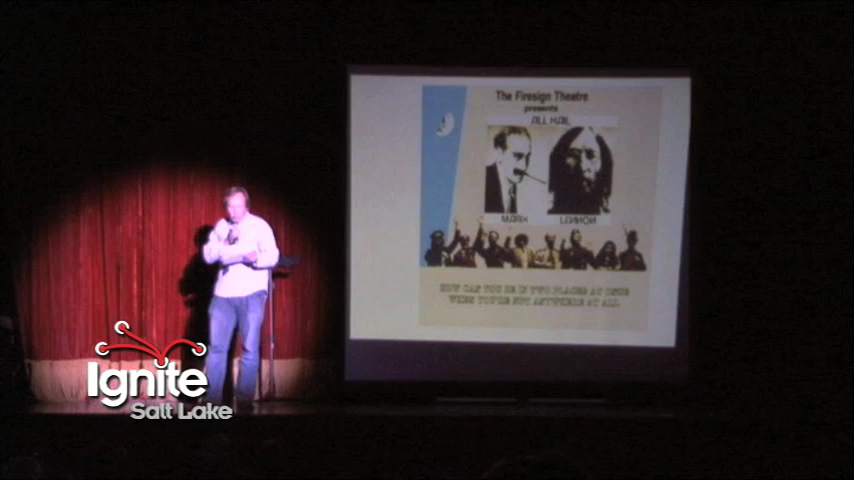 The Firesign Theatre
presents
ALL HAIL
MARX
LENNON
HOW CAN YOU BE IN TWO PLACES AT ONCE
WHEN YOU'RE NOT ANYWHERE AT ALL
Ignite
Salt Lake